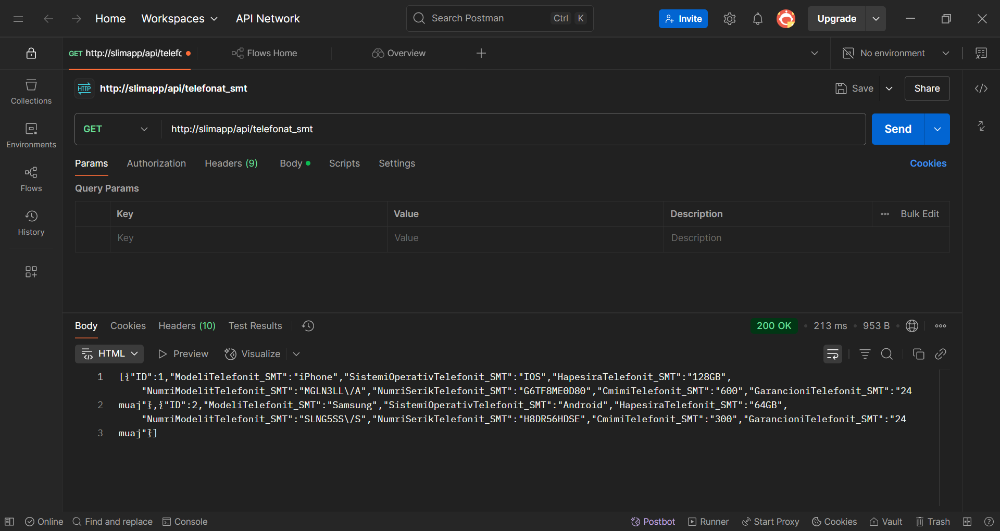 Home
Workspaces
API Network
Search Postman
Ctrl K
Invite
Upgrade
GET http://slimapp/api/telefc
Flows Home
Overview
No environment
HTTP http://slimapp/api/telefonat_smt
Save
Share
Collections
Environments
Flows
History
GET
http://slimapp/api/telefonat_smt
Send
Params
Authorization
Headers (9)
Body
Scripts
Settings
Cookies
Query Params
Key
Value
Description
Bulk Edit
Key
Value
Description
Body
Cookies
Headers (10)
Test Results
200 OK
213 ms
953 B
HTML
Preview
Visualize
1 [{"ID":1,"ModeliTelefonit_SMT":"iPhone","SistemiOperativTelefonit_SMT":"IOS","HapesiraTelefonit_SMT":"128GB",
"NumriModelitTelefonit_SMT":"MGLN3LL\/A","NumriSerikTelefonit_SMT":"G6TF8ME0D80","CmimiTelefonit_SMT":"600","GarancioniTelefonit_SMT":"24
2 muaj"},{"ID":2,"ModeliTelefonit_SMT":"Samsung","SistemiOperativTelefonit_SMT":"Android","HapesiraTelefonit_SMT":"64GB",
"NumriModelitTelefonit_SMT":"SLNG5SS\/S","NumriSerikTelefonit_SMT":"H8DR56HDSE","CmimiTelefonit_SMT":"300","GarancioniTelefonit_SMT":"24
3 muaj"}]
Online
Find and replace
Console
Postbot
Runner
Start Proxy
Cookies
Vault
Trash